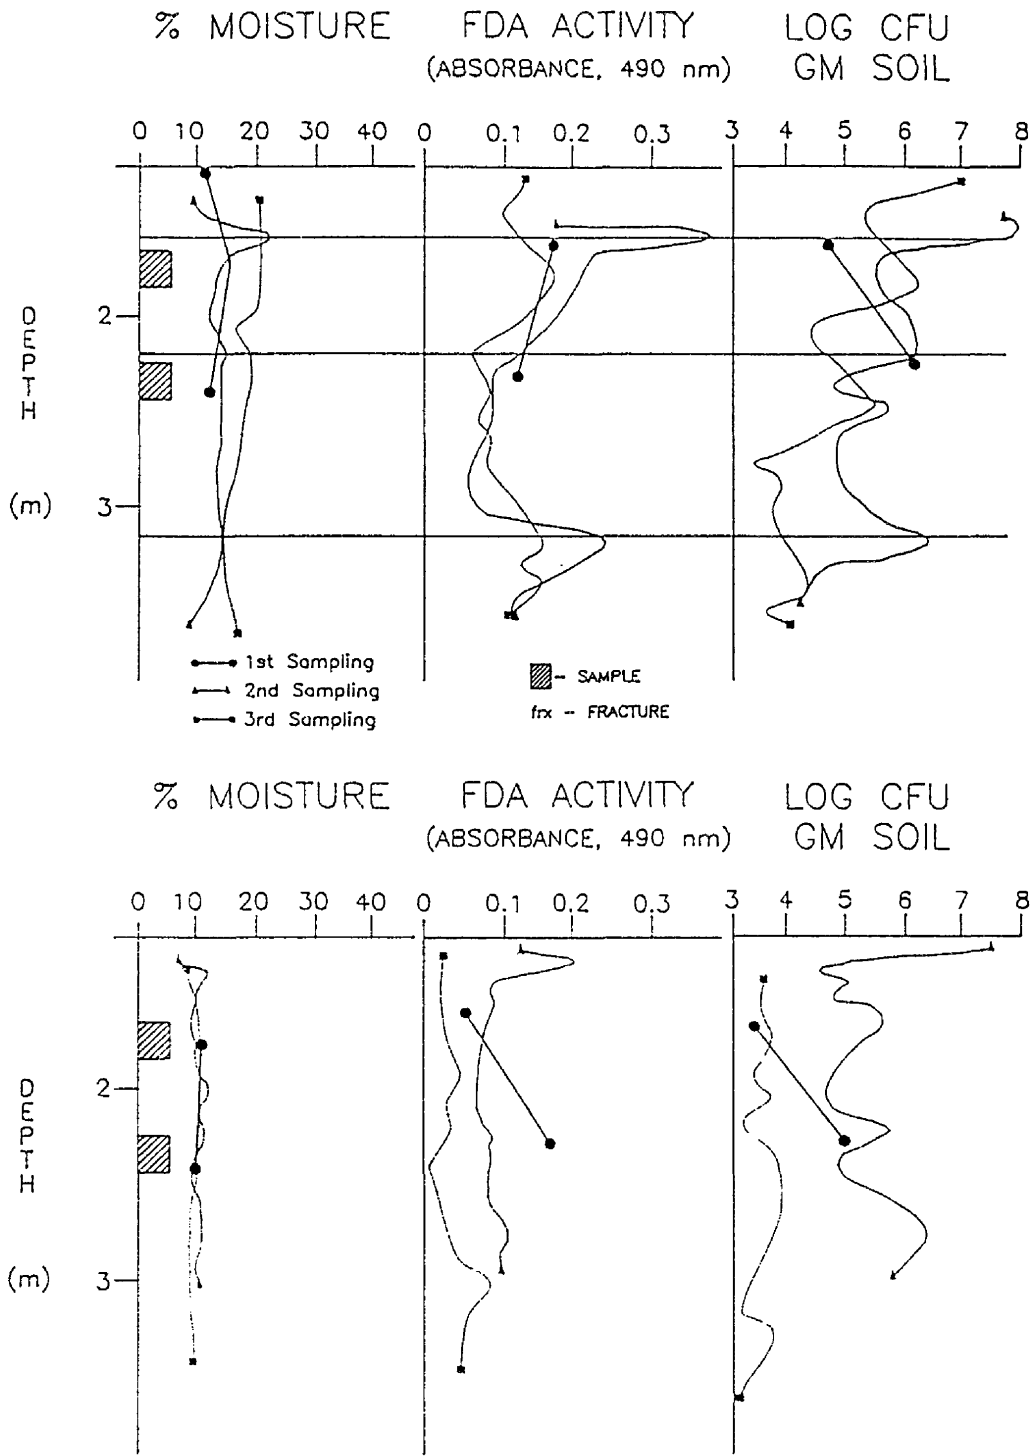 % MOISTURE FDA ACTIVITY LOG CFU
(ABSORBANCE, 490 nm) GM SOIL
0 10 20 30 40 0 0.1 0.2 0.3 3 4 5 6 7 8
DEPTH
(m)
2
3
1st Sampling
2nd Sampling
3rd Sampling
- SAMPLE
frx - FRACTURE
% MOISTURE FDA ACTIVITY LOG CFU
(ABSORBANCE, 490 nm) GM SOIL
0 10 20 30 40 0 0.1 0.2 0.3 3 4 5 6 7 8
DEPTH
(m)
2
3